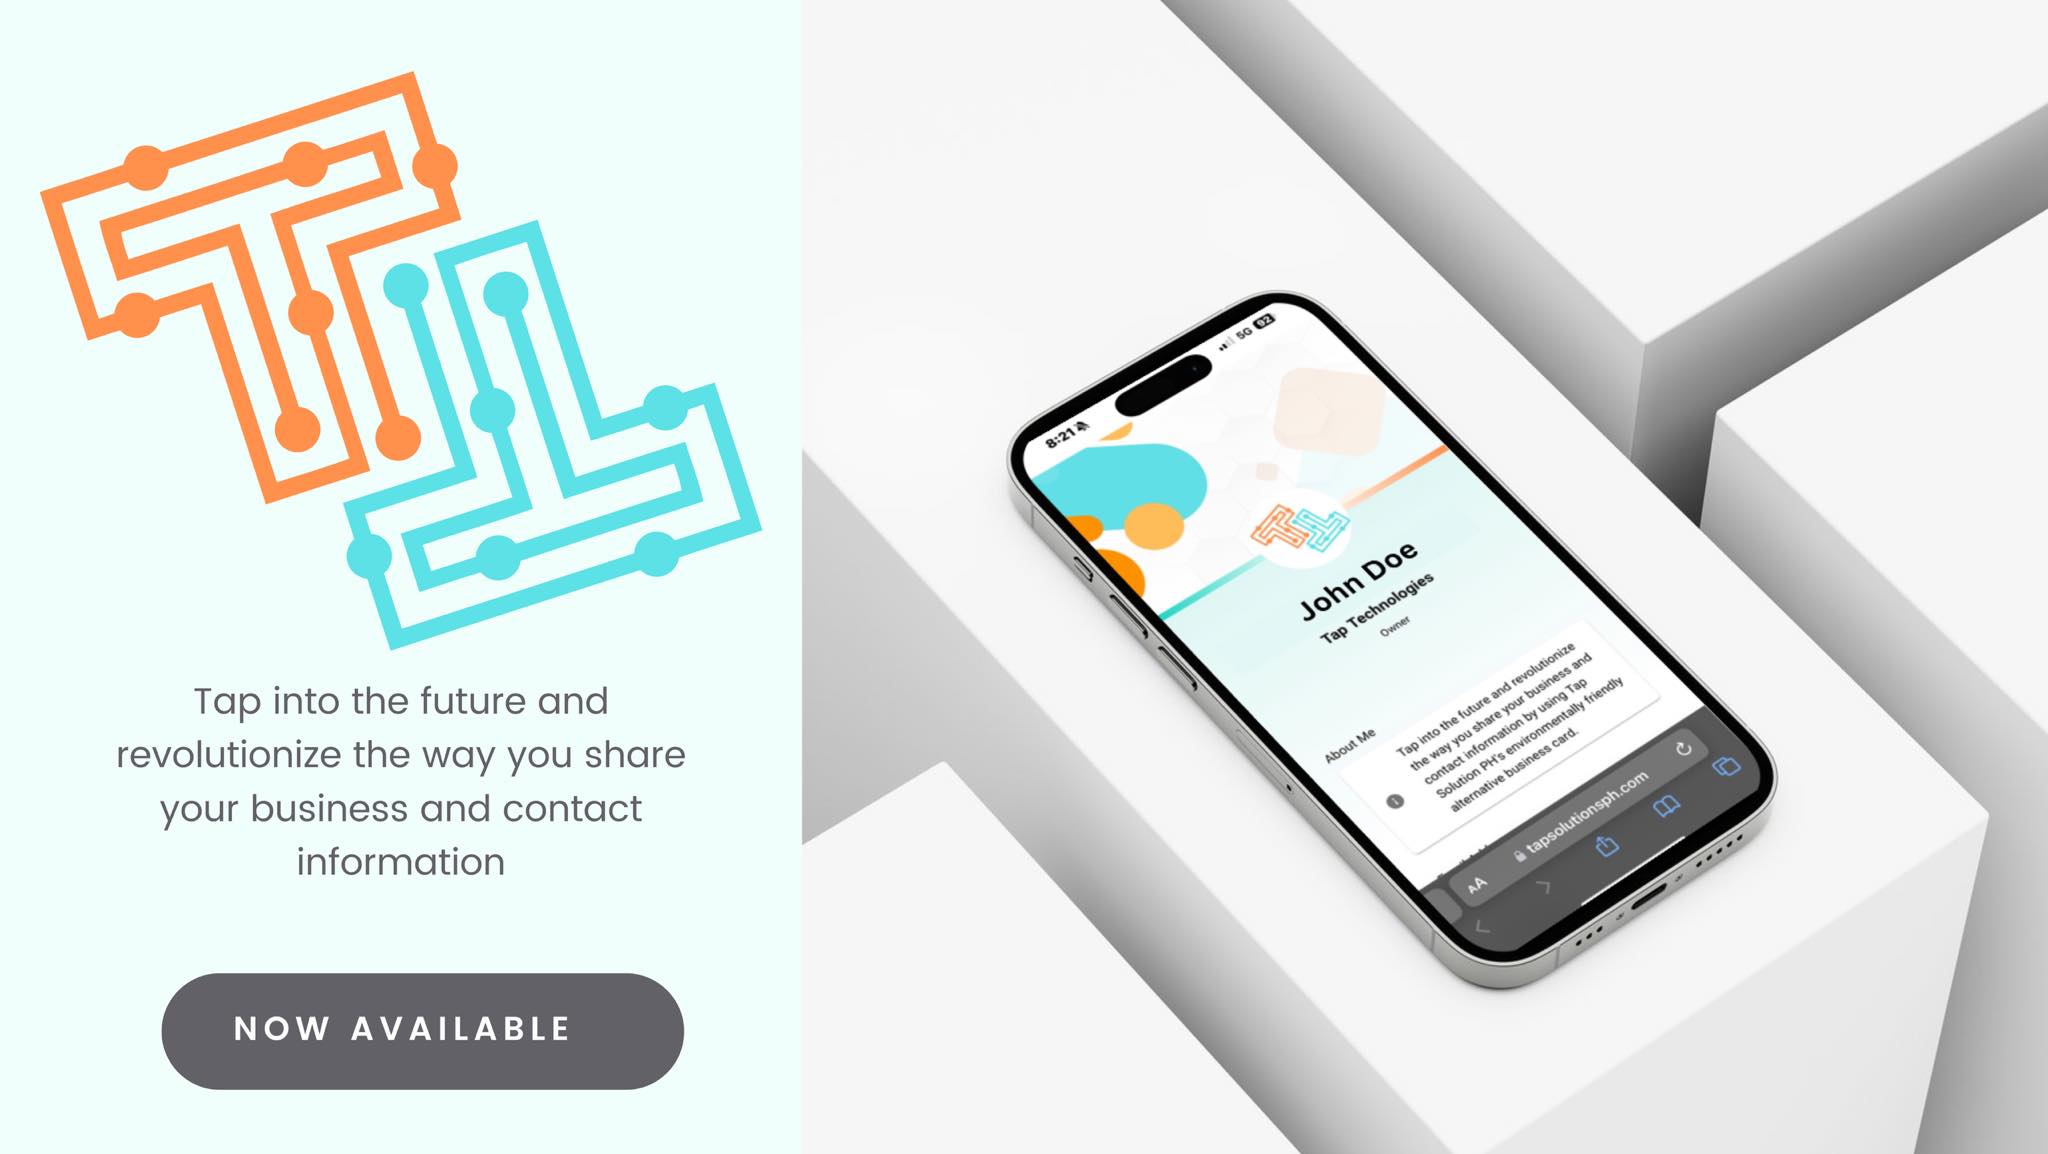 Tap into the future and
revolutionize the way you share
your business and contact
information
NOW AVAILABLE
8:21
5G 92
John Doe
Tap Technologies
Owner
About Me
Tap into the future and revolutionize
the way you share your business and
contact information by using Tap
Solution PH's environmentally friendly
alternative business card.
AA
tapsolutionsph.com